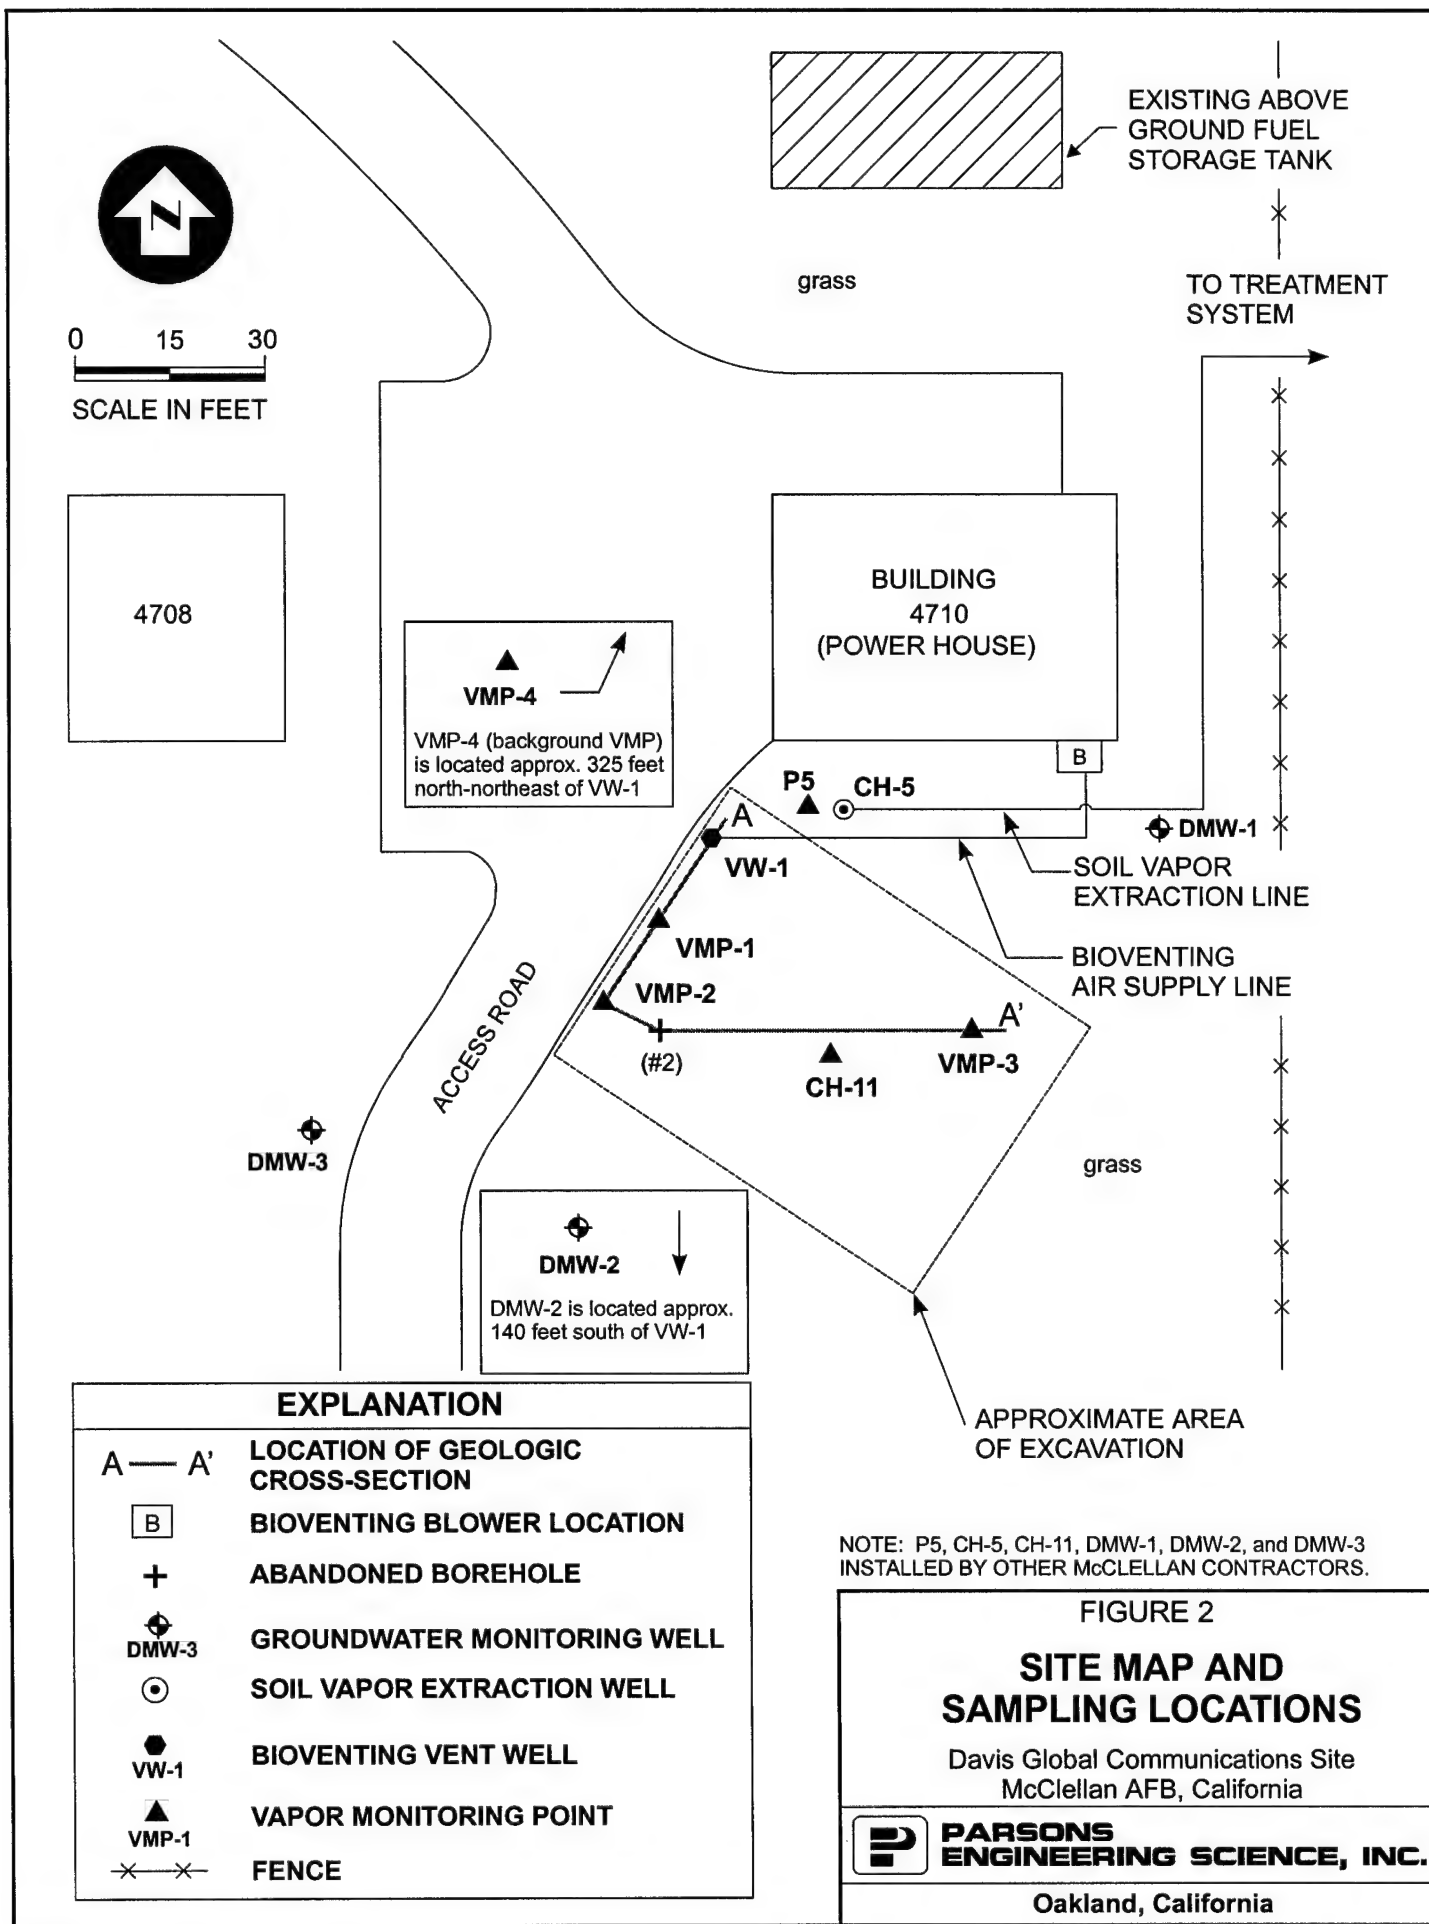 EXISTING ABOVE
GROUND FUEL
STORAGE TANK
N
grass
TO TREATMENT
SYSTEM
0 15 30
SCALE IN FEET
4708
BUILDING
4710
(POWER HOUSE)
VMP-4
VMP-4 (background VMP)
is located approx. 325 feet
north-northeast of VW-1
B
P5
CH-5
A
DMW-1
VW-1
SOIL VAPOR
EXTRACTION LINE
VMP-1
BIOVENTING
AIR SUPPLY LINE
VMP-2
ACCESS ROAD
A'
(#2)
VMP-3
CH-11
DMW-3
grass
DMW-2
DMW-2 is located approx.
140 feet south of VW-1
APPROXIMATE AREA
OF EXCAVATION
EXPLANATION
A A' LOCATION OF GEOLOGIC
CROSS-SECTION
B BIOVENTING BLOWER LOCATION
ABANDONED BOREHOLE
DMW-3 GROUNDWATER MONITORING WELL
SOIL VAPOR EXTRACTION WELL
VW-1 BIOVENTING VENT WELL
VMP-1 VAPOR MONITORING POINT
FENCE
NOTE: P5, CH-5, CH-11, DMW-1, DMW-2, and DMW-3
INSTALLED BY OTHER McCLELLAN CONTRACTORS.
FIGURE 2
SITE MAP AND
SAMPLING LOCATIONS
Davis Global Communications Site
McClellan AFB, California
PARSONS
ENGINEERING SCIENCE, INC.
Oakland, California